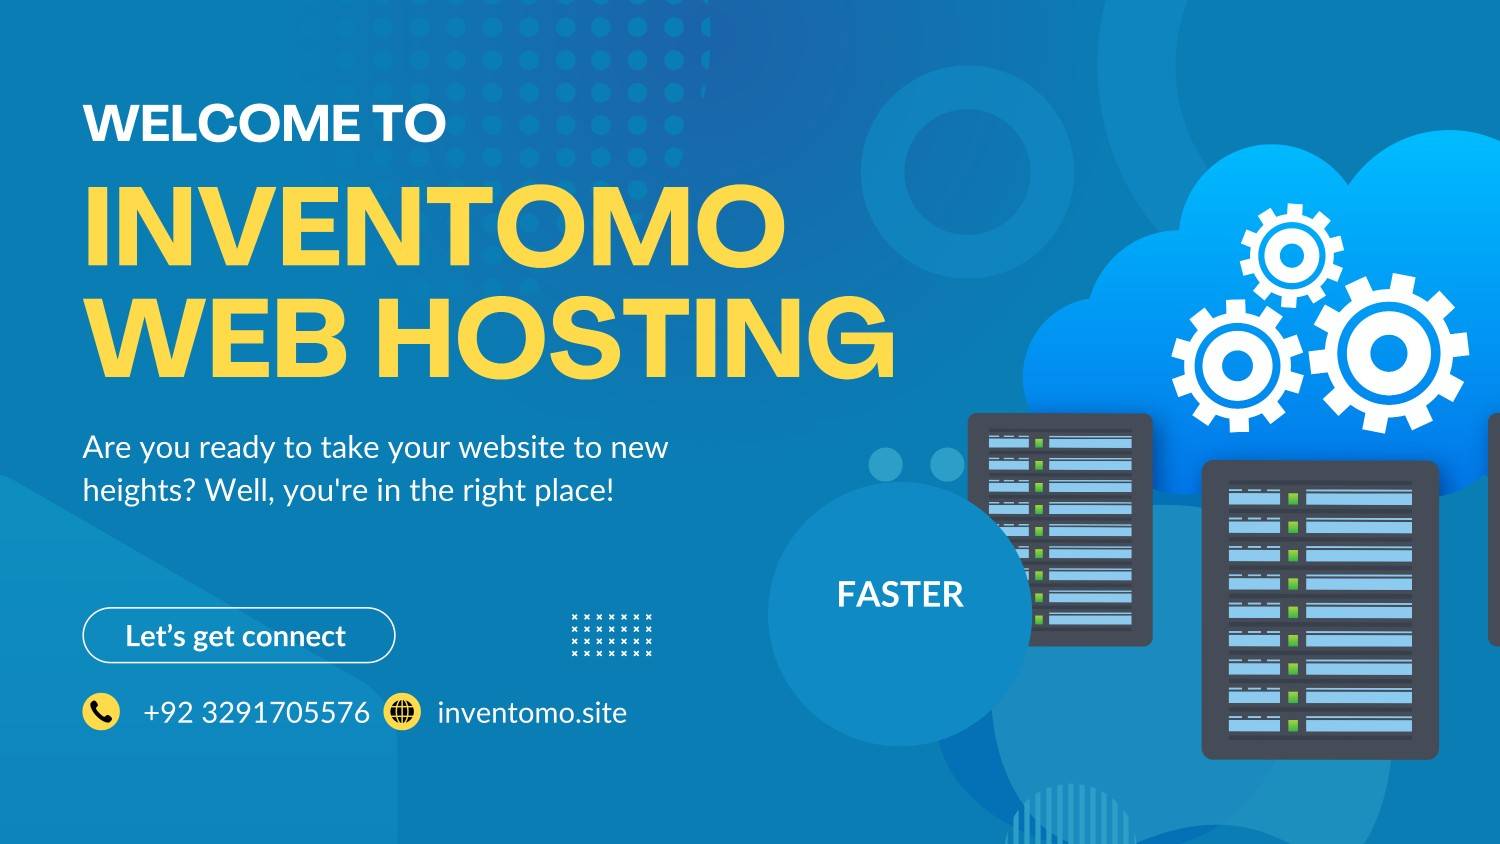 WELCOME TO
INVENTOMO
WEB HOSTING
Are you ready to take your website to new
heights? Well, you're in the right place!
FASTER
Let’s get connect
+92 3291705576 inventomo.site